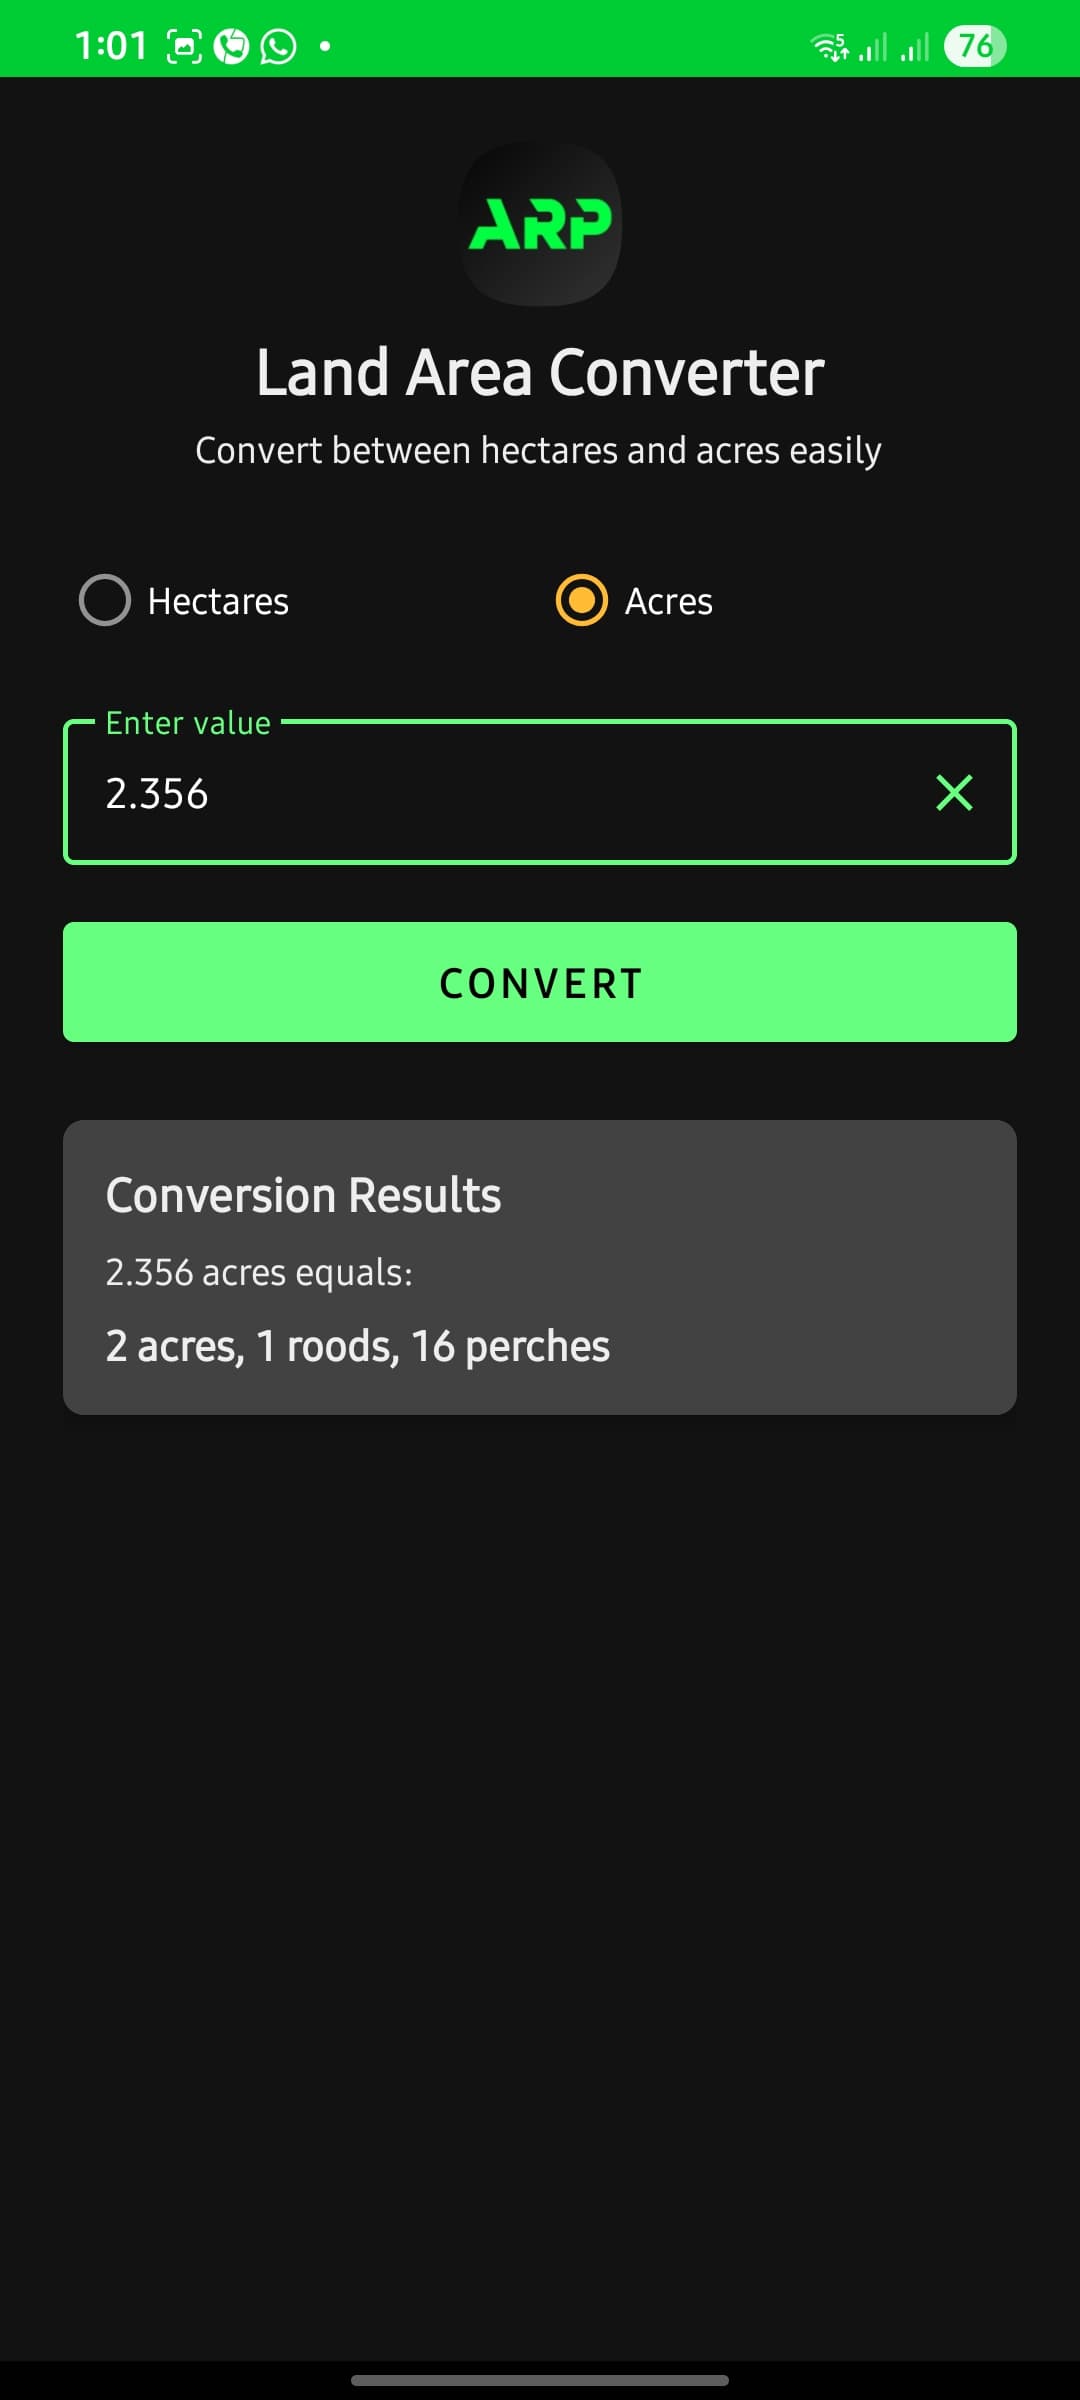 1:01
5
76
ARP
Land Area Converter
Convert between hectares and acres easily
Hectares
Acres
Enter value
2.356
CONVERT
Conversion Results
2.356 acres equals:
2 acres, 1 roods, 16 perches